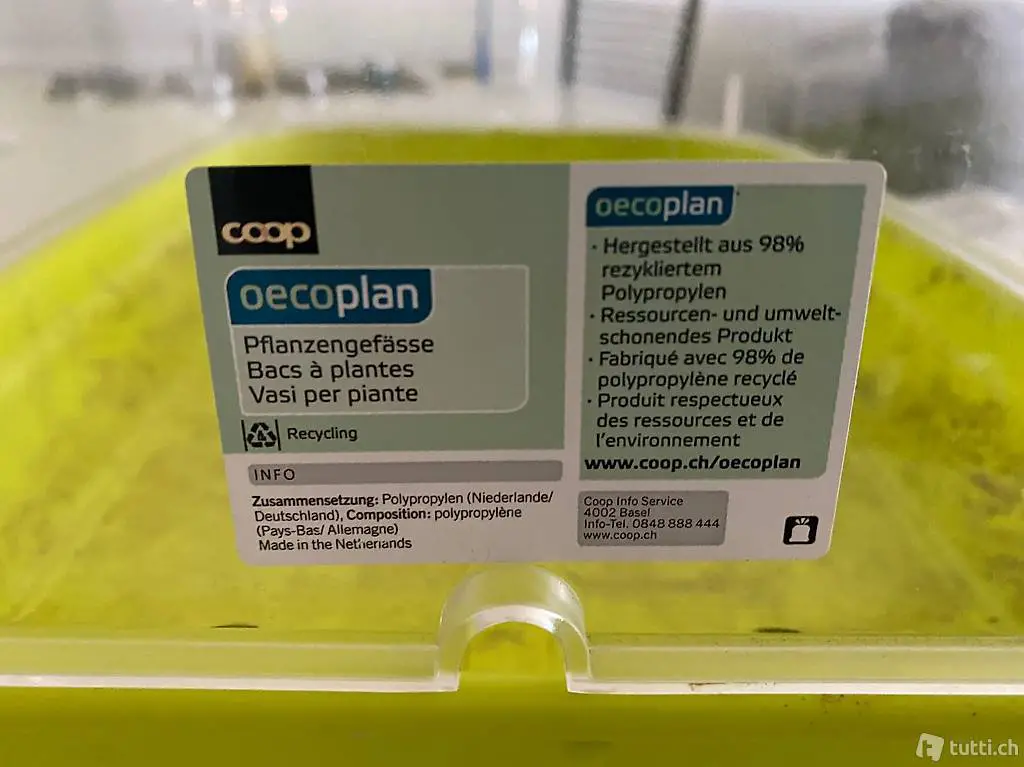 coop
oecoplan
Pflanzengefässe
Bacs à plantes
Vasi per piante
Recycling
INFO
Zusammensetzung: Polypropylen (Niederlande/
Deutschland), Composition: polypropylène
(Pays-Bas/ Allemagne)
Made in the Netherlands
oecoplan
· Hergestellt aus 98%
rezykliertem
Polypropylen
· Ressourcen- und umwelt-
schonendes Produkt
· Fabriqué avec 98% de
polypropylène recyclé
· Produit respectueux
des ressources et de
l'environnement
www.coop.ch/oecoplan
Coop Info Service
4002 Basel
Info-Tel. 0848 888 444
www.coop.ch
tutti.ch